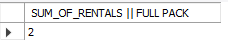 SUM_OF_RENTALS || FULL PACK
2